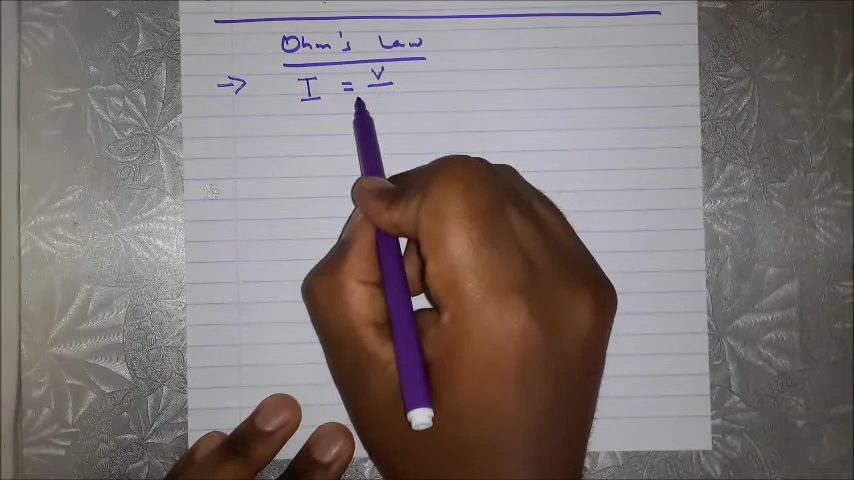 Ohm's Law
→ I = V